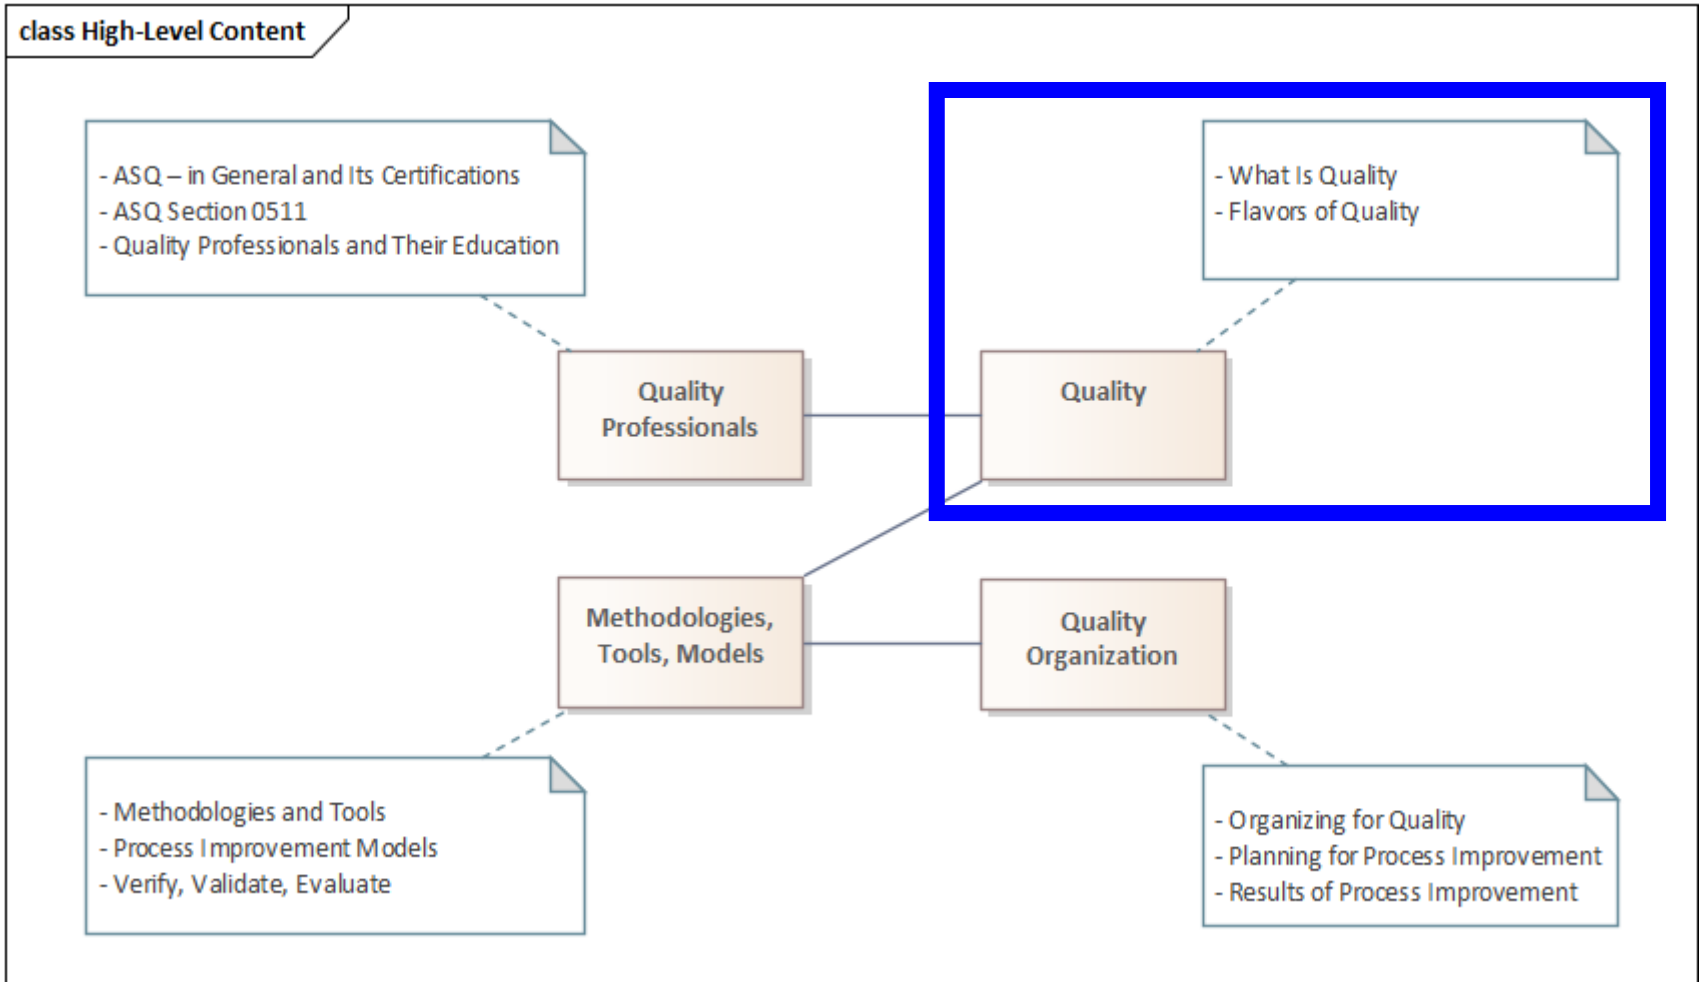 class High-Level Content
- ASQ – in General and Its Certifications
- ASQ Section 0511
- Quality Professionals and Their Education
- What Is Quality
- Flavors of Quality
Quality
Professionals
Quality
Methodologies,
Tools, Models
Quality
Organization
- Methodologies and Tools
- Process Improvement Models
- Verify, Validate, Evaluate
- Organizing for Quality
- Planning for Process Improvement
- Results of Process Improvement